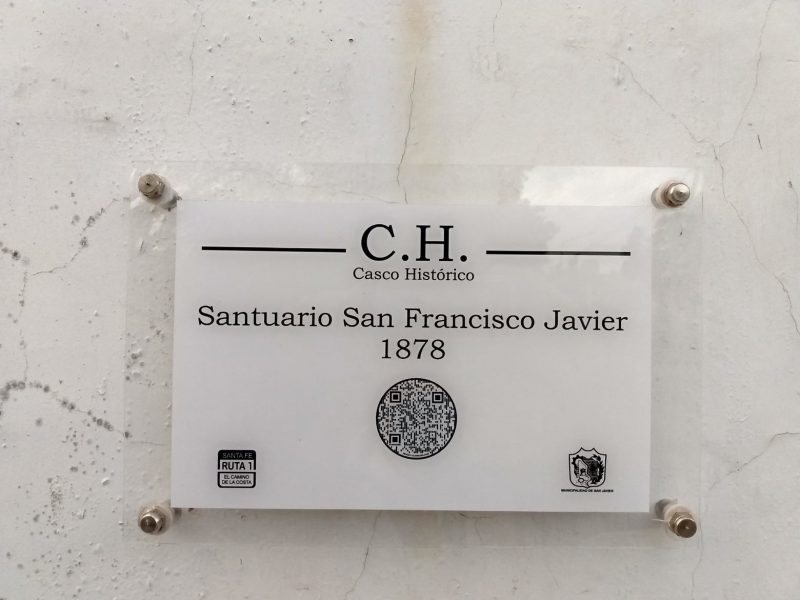 C.H.
Casco Histórico
Santuario San Francisco Javier
1878
SANTA FE
RUTA 1
EL CAMINO
DE LA COSTA
MUNICIPALIDAD DE SAN JAVIER